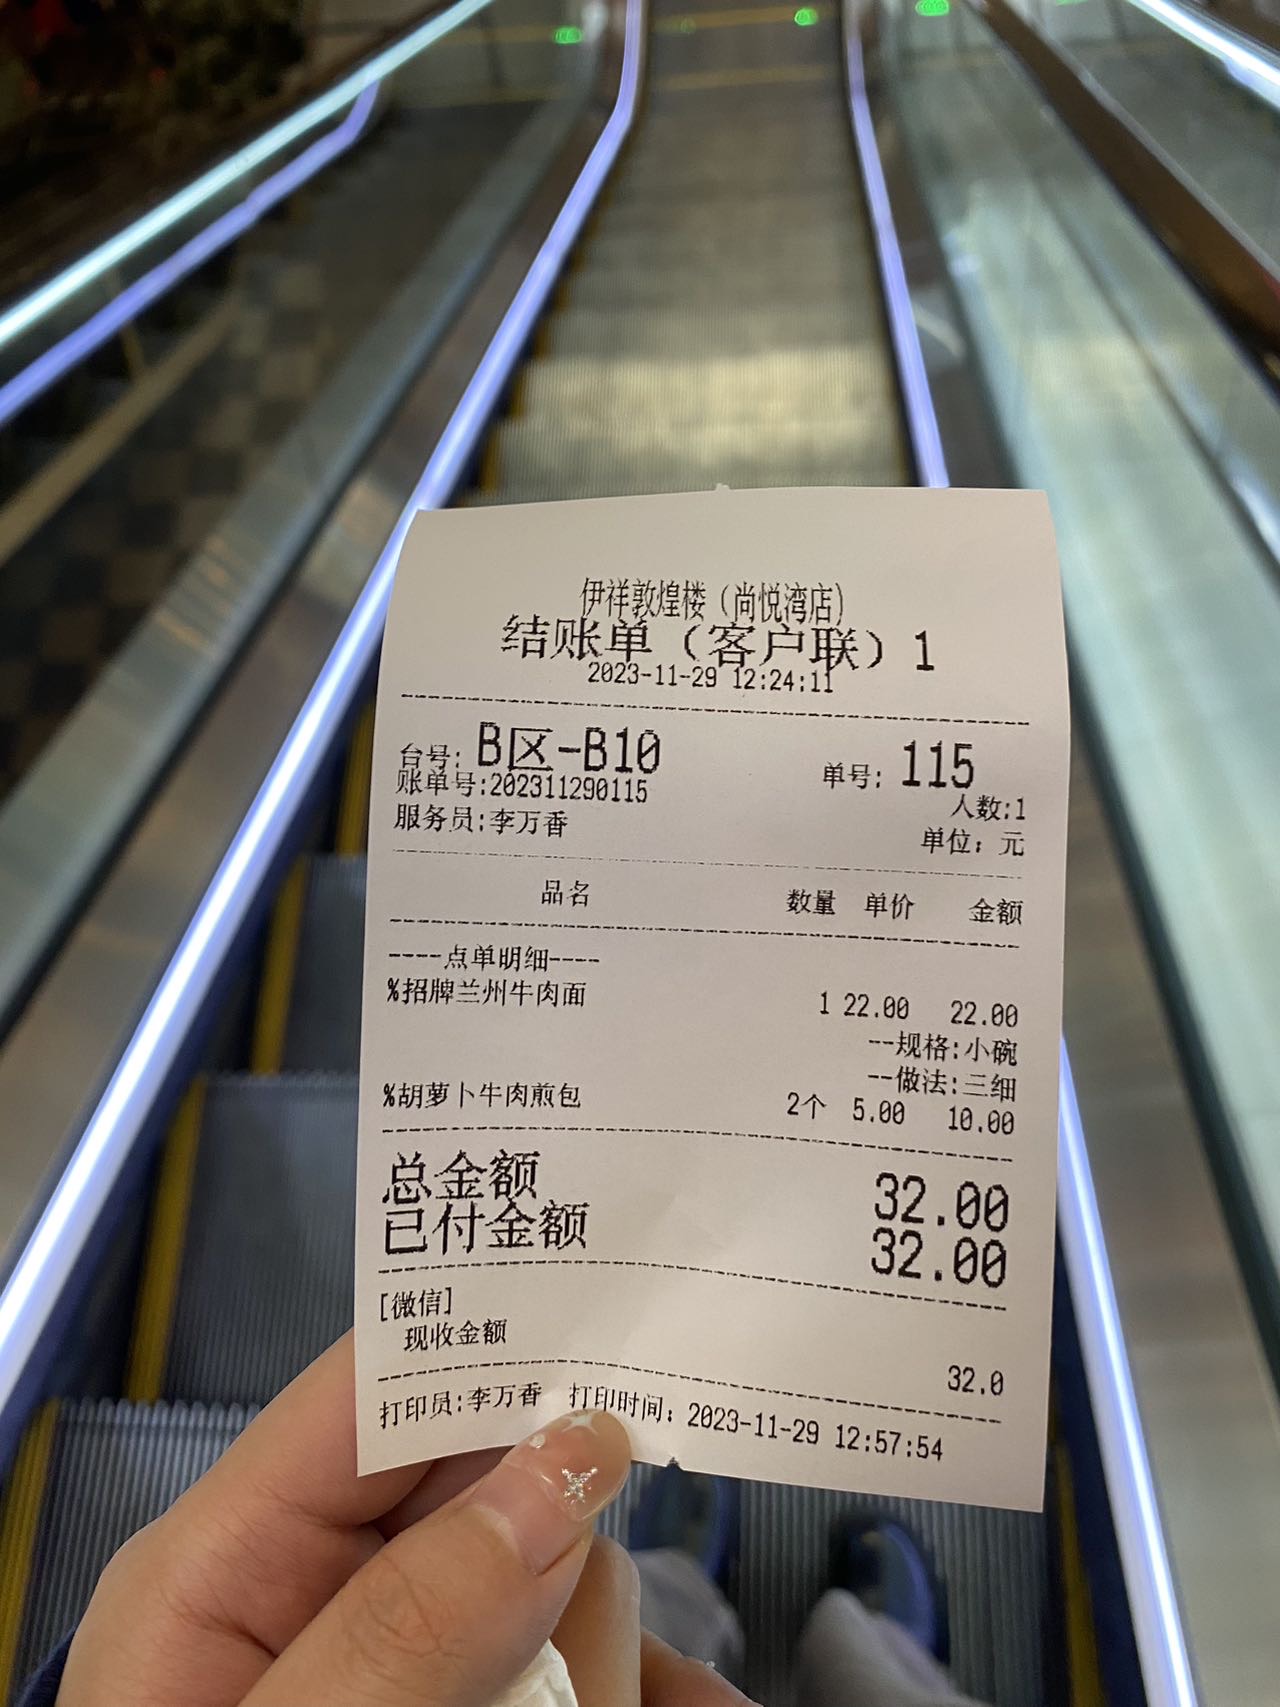 伊祥敦煌楼（尚悦湾店）
结账单（客户联）1
2023-11-29 12:24:11
台号: B区-B10 单号: 115
账单号:202311290115 人数:1
服务员:李万香 单位: 元
品名 数量 单价 金额
----点单明细----
%招牌兰州牛肉面 1 22.00 22.00
--规格:小碗
--做法:三细
%胡萝卜牛肉煎包 2个 5.00 10.00
总金额 32.00
已付金额 32.00
[微信]
现收金额 32.0
打印员:李万香 打印时间: 2023-11-29 12:57:54